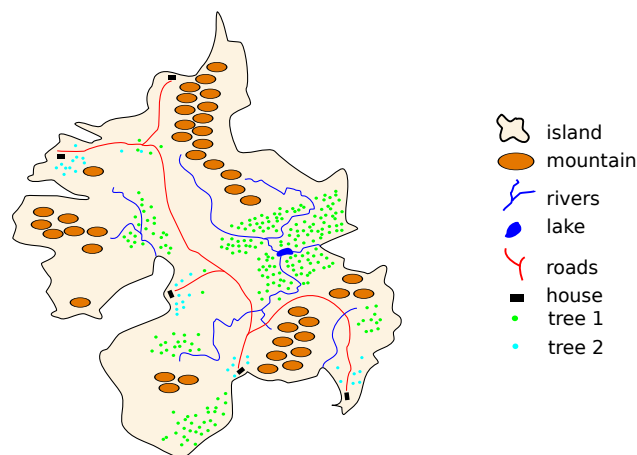 island
mountain
rivers
lake
roads
house
tree 1
tree 2